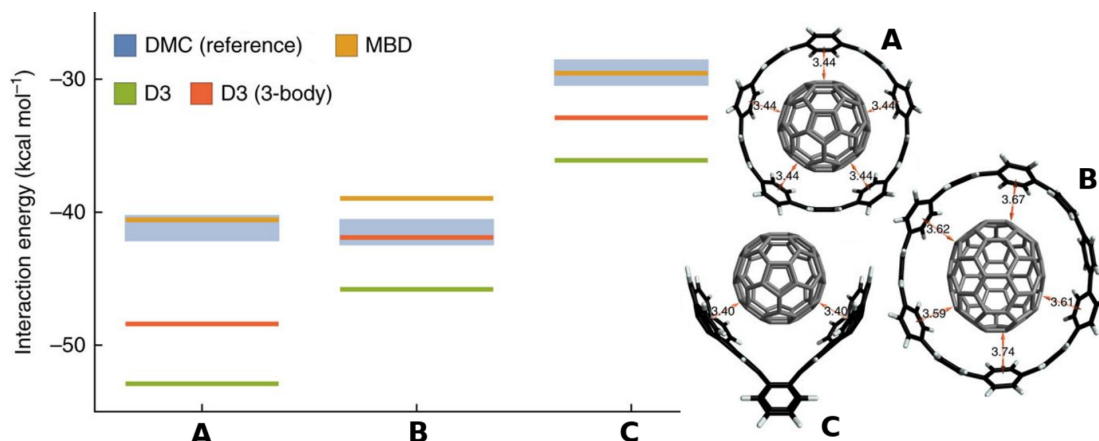 DMC (reference) MBD
D3 D3 (3-body)
Interaction energy (kcal mol⁻¹)
–30
–40
–50
A B C
A
3.44
3.44 3.44
3.44 3.44
B
3.67
3.62
3.61
3.59
3.74
3.40 3.40
C